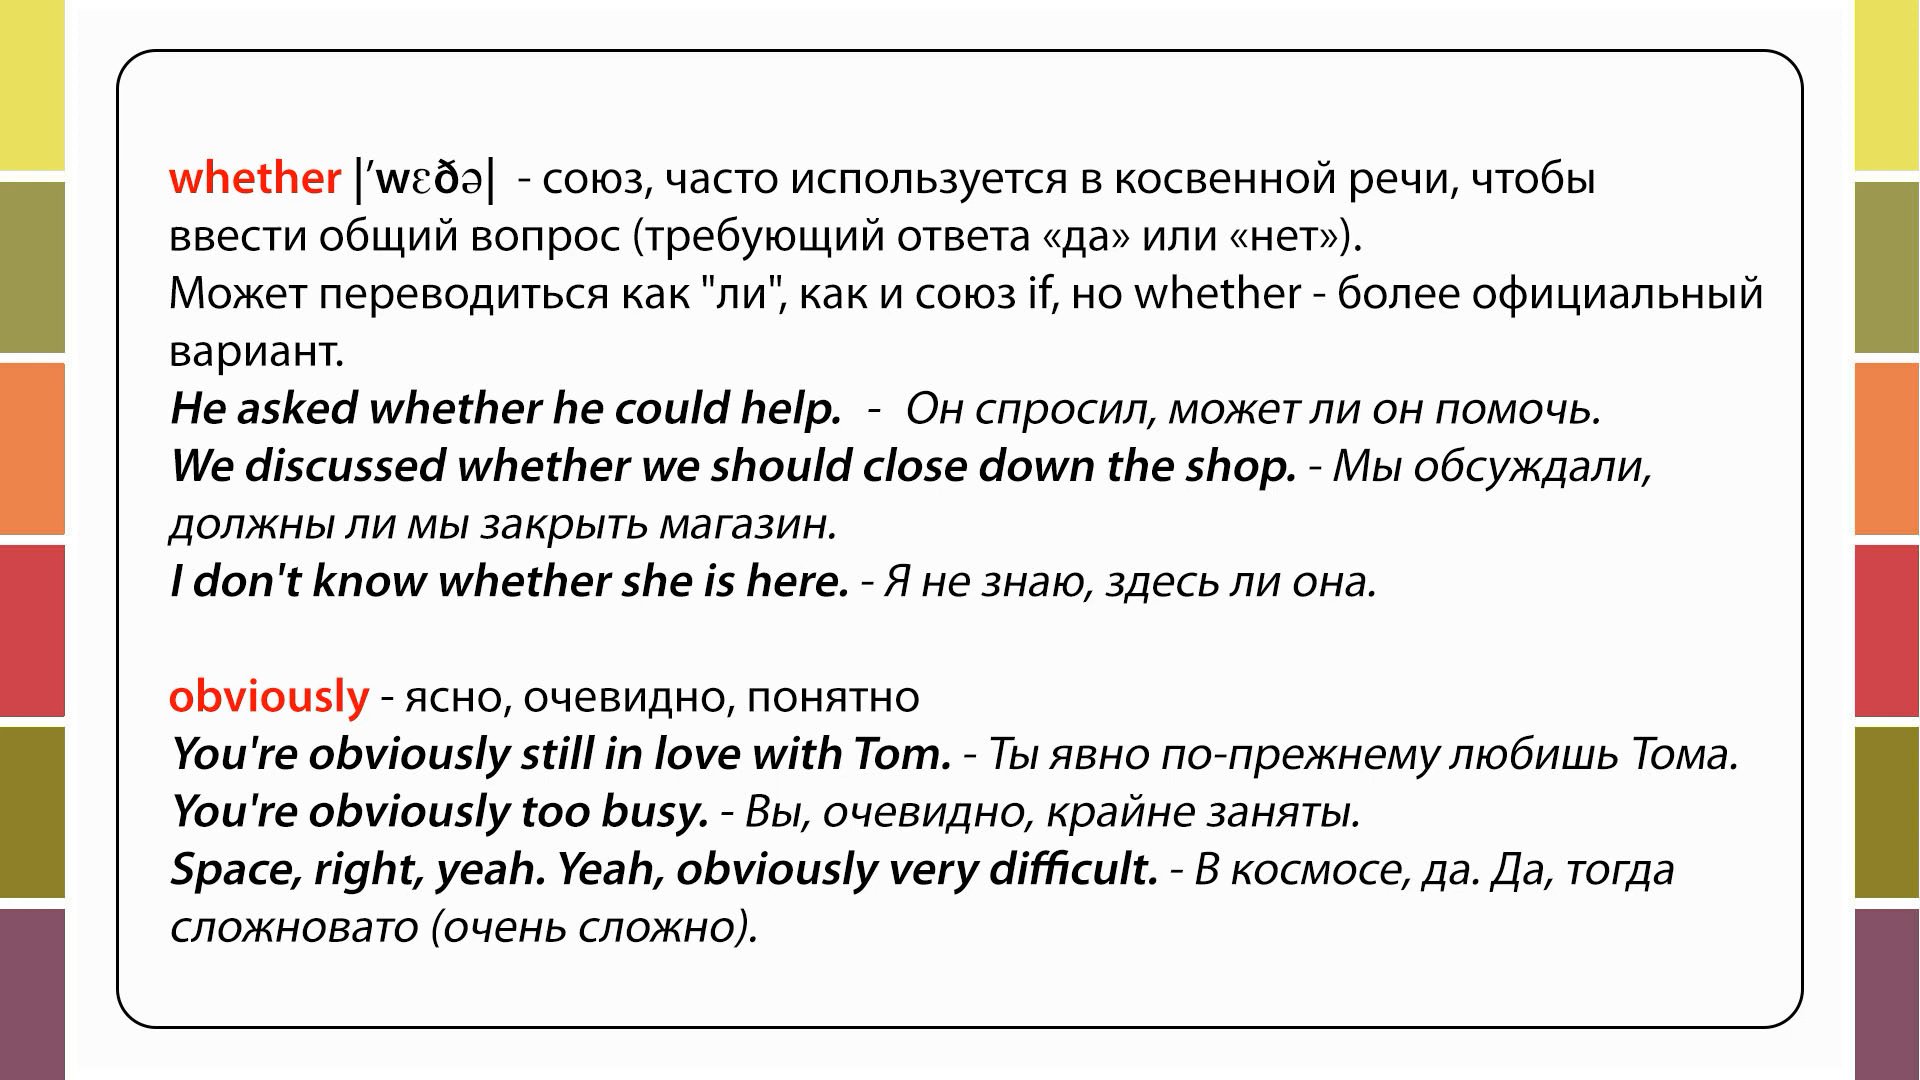 whether |′wɛðə| - союз, часто используется в косвенной речи, чтобы
ввести общий вопрос (требующий ответа «да» или «нет»).
Может переводиться как "ли", как и союз if, но whether - более официальный
вариант.
He asked whether he could help. - Он спросил, может ли он помочь.
We discussed whether we should close down the shop. - Мы обсуждали,
должны ли мы закрыть магазин.
I don't know whether she is here. - Я не знаю, здесь ли она.
obviously - ясно, очевидно, понятно
You're obviously still in love with Tom. - Ты явно по-прежнему любишь Тома.
You're obviously too busy. - Вы, очевидно, крайне заняты.
Space, right, yeah. Yeah, obviously very difficult. - В космосе, да. Да, тогда
сложновато (очень сложно).